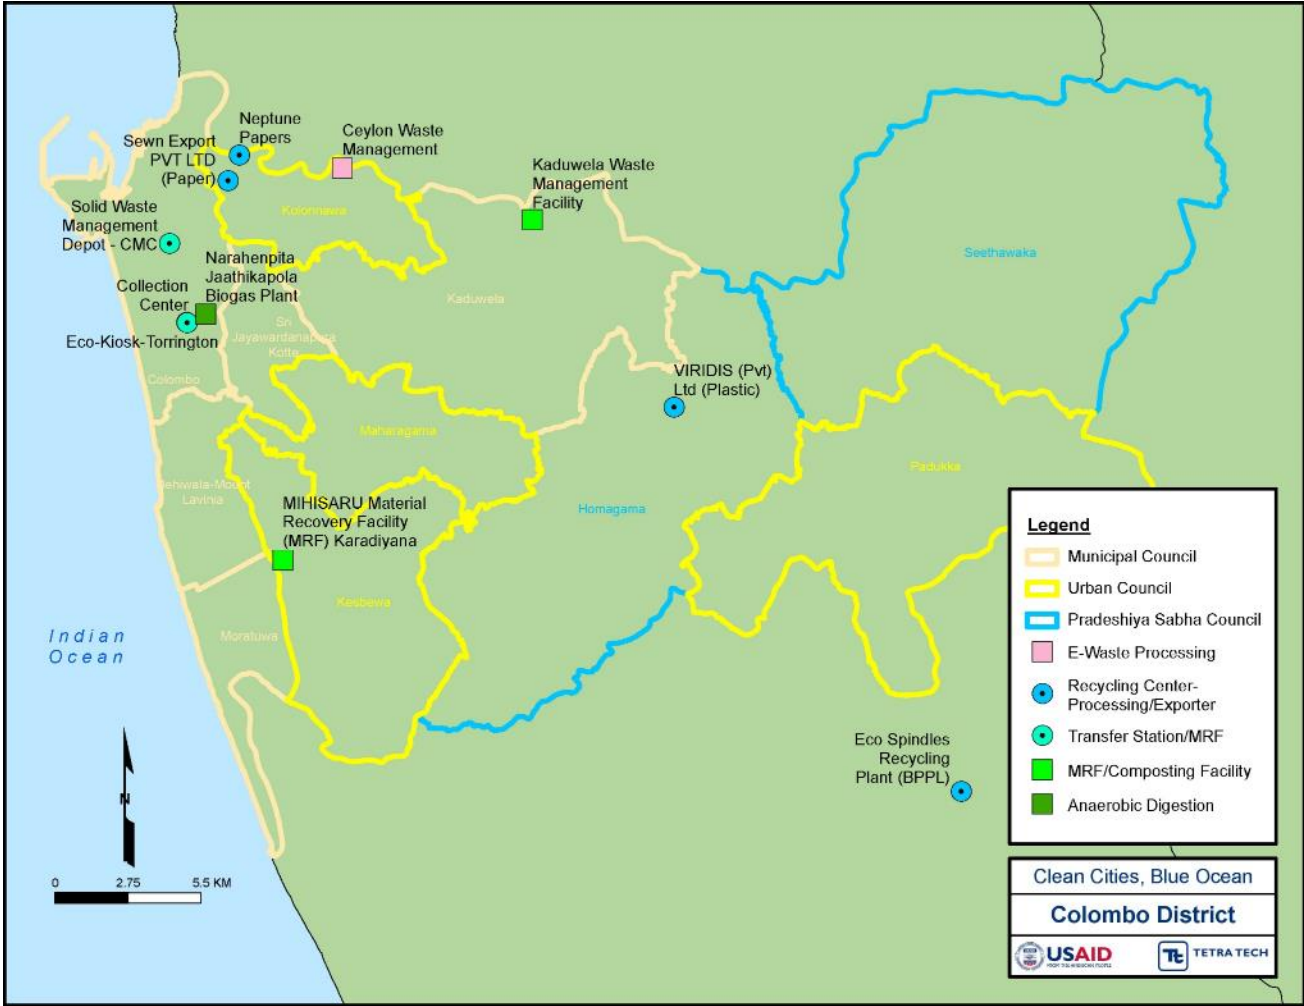 Neptune
Papers
Sewn Export
PVT LTD
(Paper)
Ceylon Waste
Management
Kaduwela Waste
Management
Facility
Solid Waste
Management
Depot - CMC
Kolonnawa
Narahenpita
Jaathikapola
Biogas Plant
Collection
Center
Eco-Kiosk-Torrington
Seethawaka
Kaduwela
Sri
Jayawardanapura
Kotte
Colombo
VIRIDIS (Pvt)
Ltd (Plastic)
Maharagama
Padukka
Dehiwala-Mount
Lavinia
MIHISARU Material
Recovery Facility
(MRF) Karadiyana
Homagama
Kesbewa
Moratuwa
Indian
Ocean
Eco Spindles
Recycling
Plant (BPPL)
N
0 2.75 5.5 KM
Legend
Municipal Council
Urban Council
Pradeshiya Sabha Council
E-Waste Processing
Recycling Center-
Processing/Exporter
Transfer Station/MRF
MRF/Composting Facility
Anaerobic Digestion
Clean Cities, Blue Ocean
Colombo District
USAID
FROM THE AMERICAN PEOPLE
Tt TETRA TECH